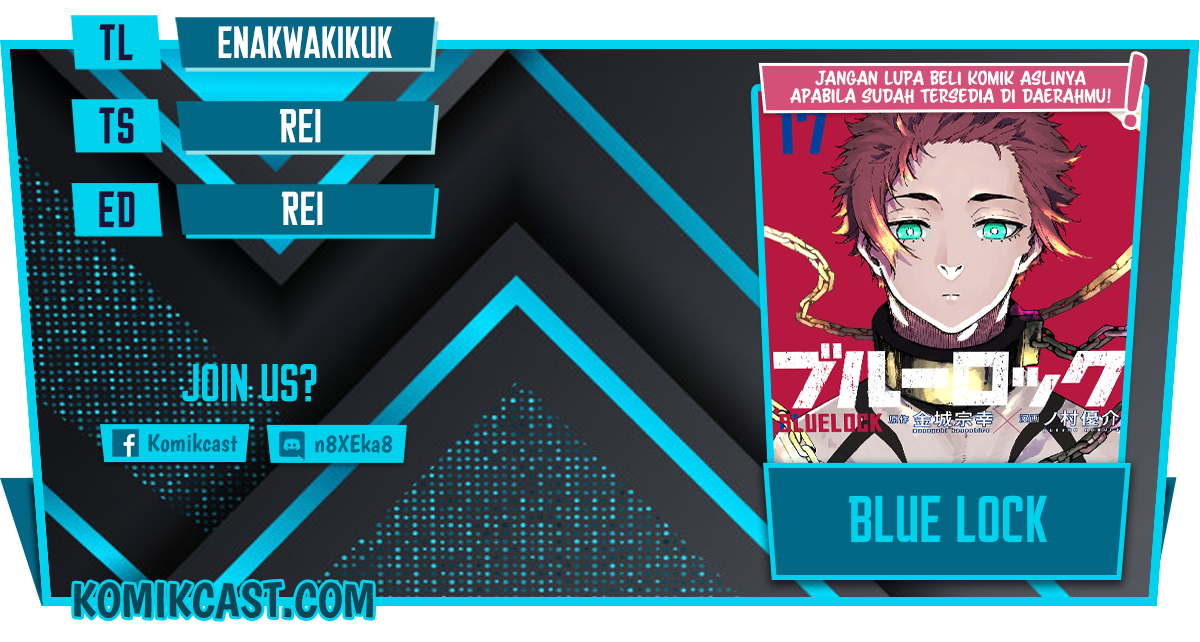 TL ENAKWAKIKUK
TS REI
ED REI
JOIN US?
Komikcast n8XEka8
KOMIKCAST.COM
JANGAN LUPA BELI KOMIK ASLINYA
APABILA SUDAH TERSEDIA DI DAERAHMU!
17
ブルーロック
BLUELOCK 原作 金城宗幸 × 漫画 ノ村優介
BLUE LOCK